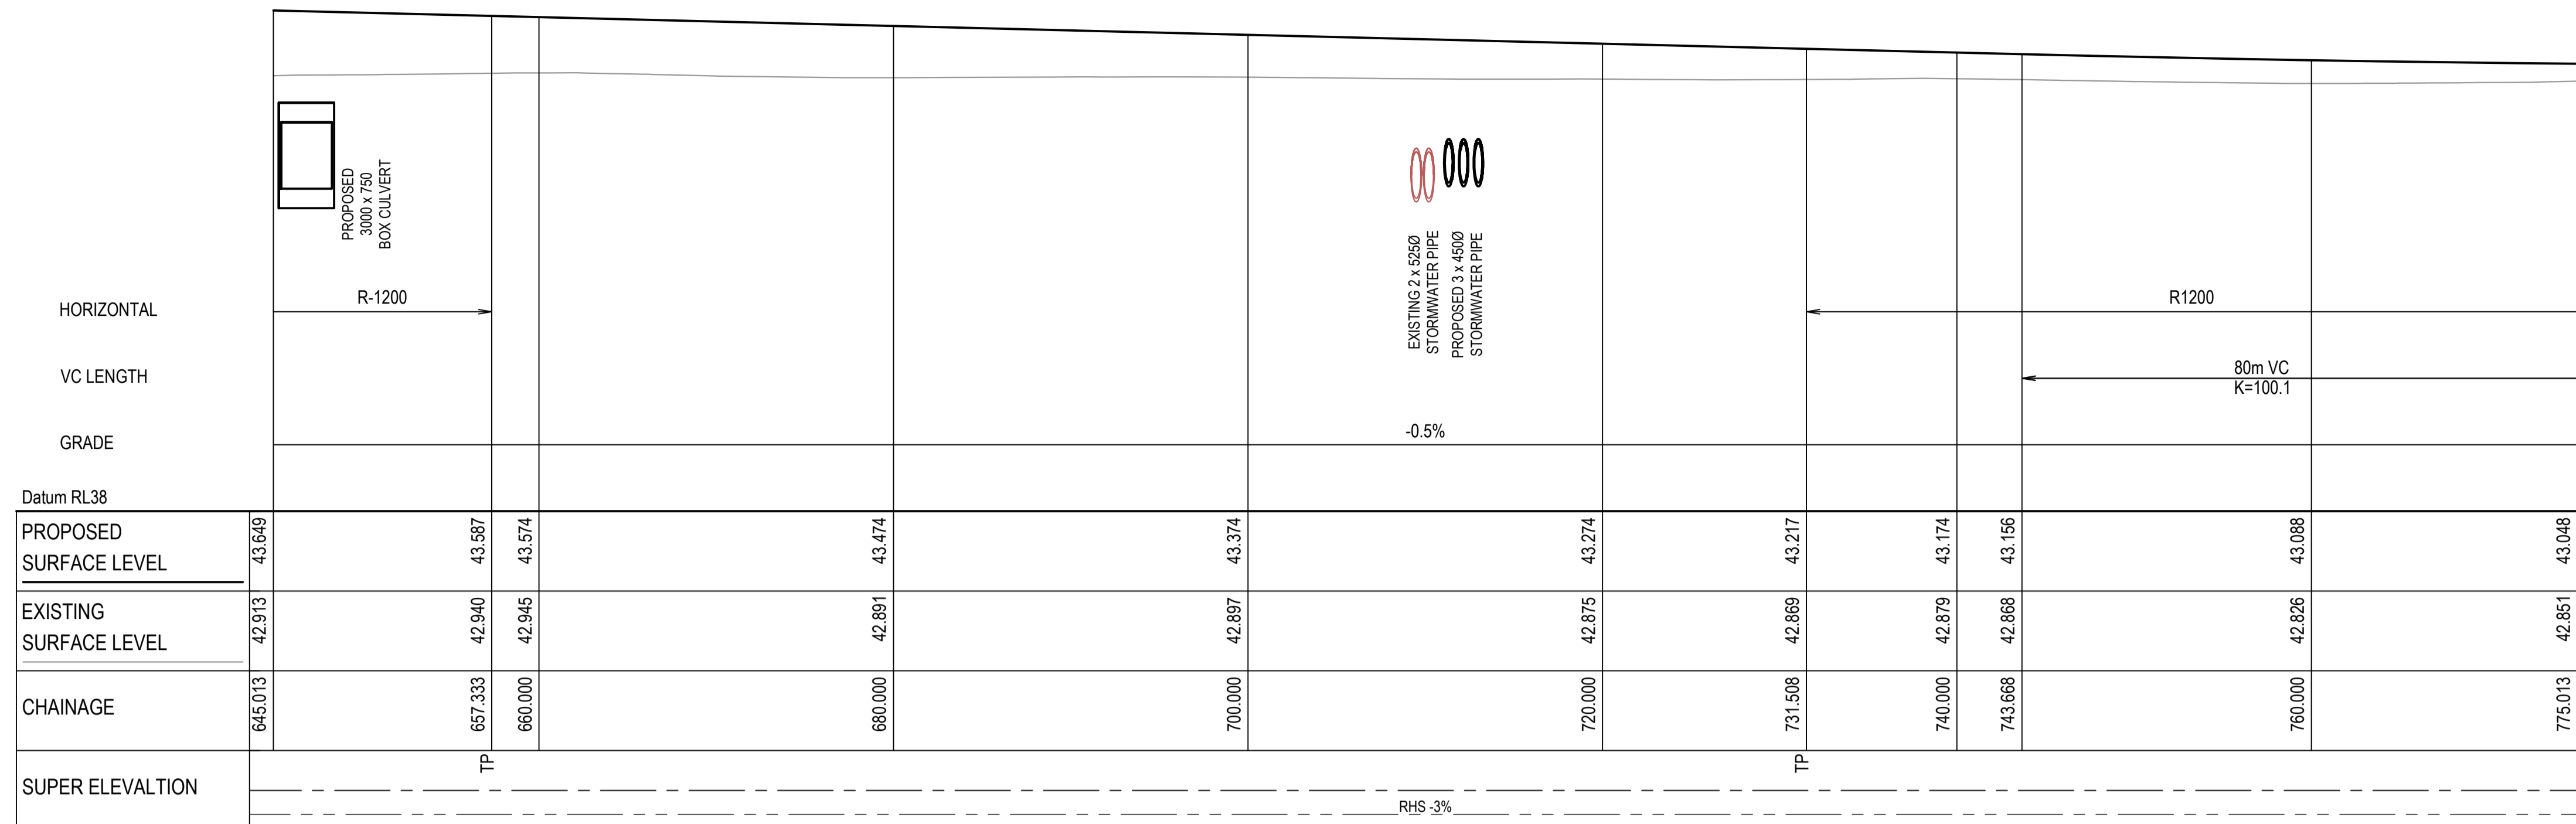 PROPOSED
3000 x 750
BOX CULVERT
EXISTING 2 x 525Ø
STORMWATER PIPE
PROPOSED 3 x 450Ø
STORMWATER PIPE
HORIZONTAL
R-1200
R1200
VC LENGTH
80m VC
K=100.1
GRADE
-0.5%
Datum RL38
PROPOSED
SURFACE LEVEL
43.649
43.587
43.574
43.474
43.374
43.274
43.217
43.174
43.156
43.088
43.048
EXISTING
SURFACE LEVEL
42.913
42.940
42.945
42.891
42.897
42.875
42.869
42.879
42.868
42.826
42.851
CHAINAGE
645.013
657.333
660.000
680.000
700.000
720.000
731.508
740.000
743.668
760.000
775.013
SUPER ELEVALTION
TP
TP
RHS -3%